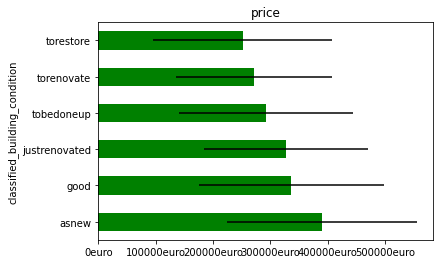 price
classified_building_condition
torestore
torenovate
tobedoneup
justrenovated
good
asnew
0euro 100000euro 200000euro 300000euro 400000euro 500000euro